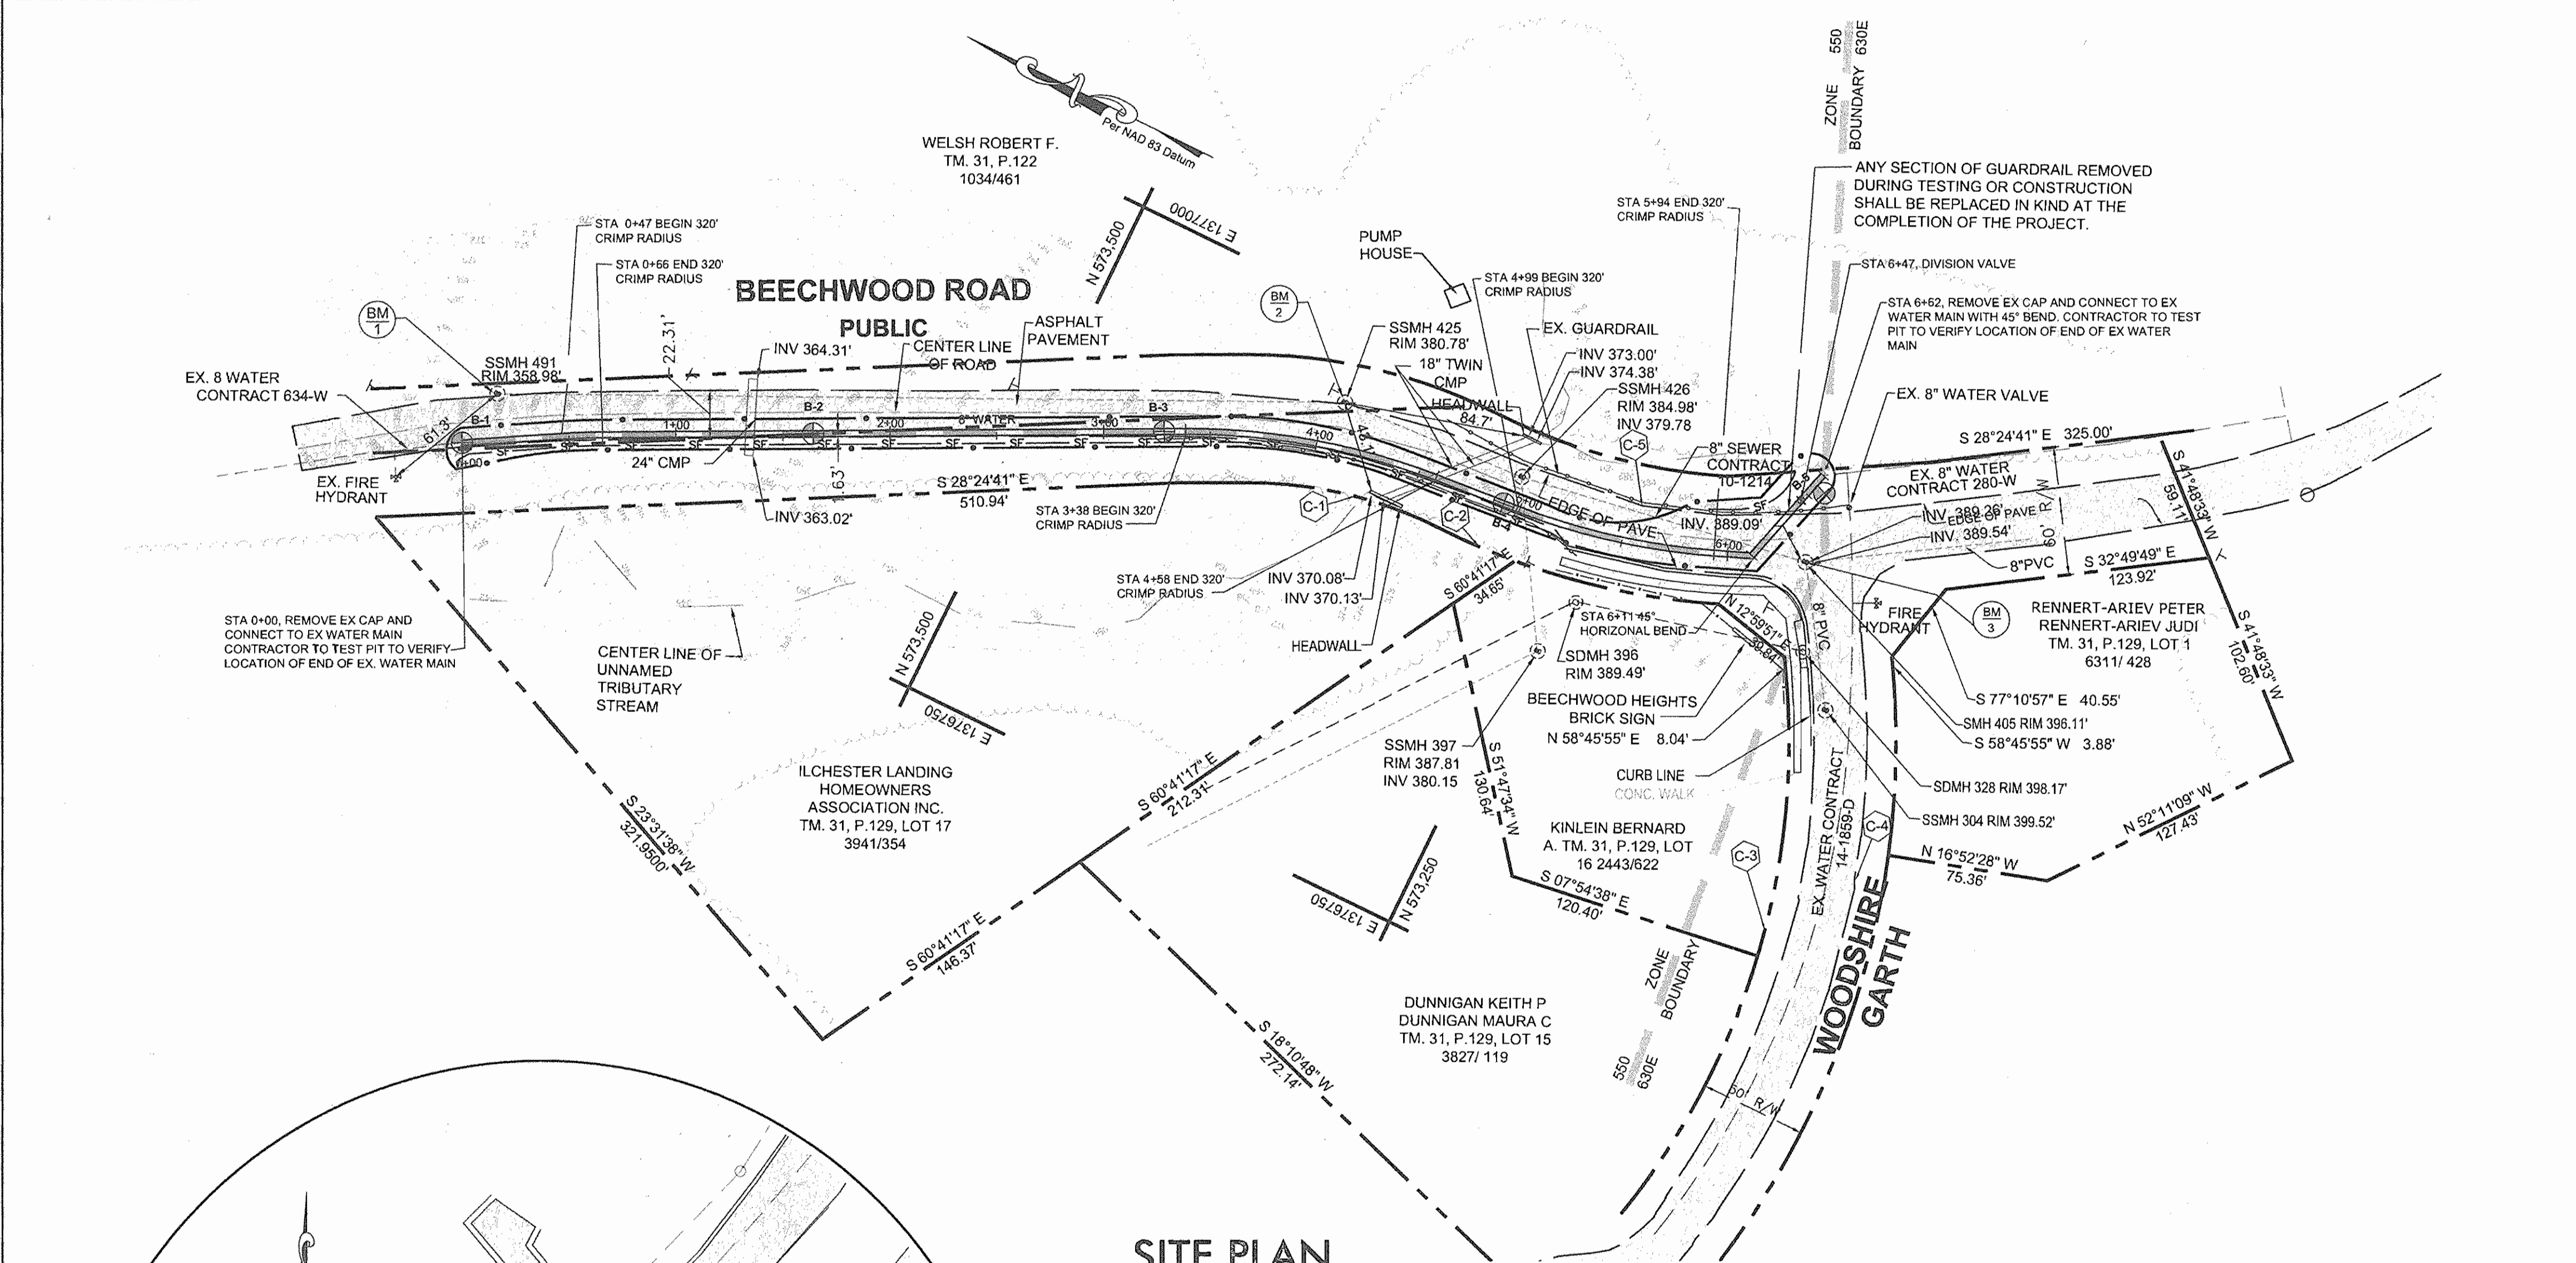 ZONE
BOUNDARY
550
630E
Per NAD 83 Datum
WELSH ROBERT F.
TM. 31, P.122
1034/461
N 573,500
E 1377000
ANY SECTION OF GUARDRAIL REMOVED
DURING TESTING OR CONSTRUCTION
SHALL BE REPLACED IN KIND AT THE
COMPLETION OF THE PROJECT.
STA 5+94 END 320'
CRIMP RADIUS
STA 0+47 BEGIN 320'
CRIMP RADIUS
STA 0+66 END 320'
CRIMP RADIUS
BEECHWOOD ROAD
PUBLIC
PUMP
HOUSE
STA 4+99 BEGIN 320'
CRIMP RADIUS
STA 6+47, DIVISION VALVE
STA 6+62, REMOVE EX CAP AND CONNECT TO EX
WATER MAIN WITH 45° BEND. CONTRACTOR TO TEST
PIT TO VERIFY LOCATION OF END OF EX WATER
MAIN
BM
1
BM
2
22.31'
INV 364.31'
CENTER LINE
OF ROAD
ASPHALT
PAVEMENT
SSMH 425
RIM 380.78'
18" TWIN
CMP
HEADWALL
84.7'
EX. GUARDRAIL
INV 373.00'
INV 374.38'
SSMH 426
RIM 384.98'
INV 379.78
C-5
SSMH 491
RIM 358.98'
EX. 8 WATER
CONTRACT 634-W
61.3'
B-1
B-2
B-3
0+00
1+00
2+00
8" WATER
3+00
4+00
5+00
6+00
SF SF SF SF SF SF SF SF SF SF SF
24" CMP
1.63'
EX. FIRE
HYDRANT
8" SEWER
CONTRACT
10-1214
EX. 8" WATER VALVE
S 28°24'41" E 325.00'
EX. 8" WATER
CONTRACT 280-W
S 28°24'41" E
510.94'
INV 363.02'
STA 3+38 BEGIN 320'
CRIMP RADIUS
C-1
C-2
B-4
B-5
EDGE OF PAVE
INV. 389.09'
INV. 389.26'
EDGE OF PAVE
INV. 389.54'
8"PVC
60' R/W
S 41°48'33" W
59.11'
S 32°49'49" E
123.92'
STA 4+58 END 320'
CRIMP RADIUS
INV 370.08'
INV 370.13'
HEADWALL
S 60°41'17" E
34.65'
STA 0+00, REMOVE EX CAP AND
CONNECT TO EX WATER MAIN
CONTRACTOR TO TEST PIT TO VERIFY
LOCATION OF END OF EX. WATER MAIN
CENTER LINE OF
UNNAMED
TRIBUTARY
STREAM
N 573,500
E 1376750
STA 6+11 45°
HORIZONAL BEND
N 12°59'51" E
39.84'
8" PVC
FIRE
HYDRANT
BM
3
RENNERT-ARIEV PETER
RENNERT-ARIEV JUDI
TM. 31, P.129, LOT 1
6311/ 428
S 41°48'33" W
102.60'
SDMH 396
RIM 389.49'
BEECHWOOD HEIGHTS
BRICK SIGN
N 58°45'55" E 8.04'
S 77°10'57" E 40.55'
SMH 405 RIM 396.11'
S 58°45'55" W 3.88'
SSMH 397
RIM 387.81
INV 380.15
CURB LINE
CONC. WALK
SDMH 328 RIM 398.17'
SSMH 304 RIM 399.52'
ILCHESTER LANDING
HOMEOWNERS
ASSOCIATION INC.
TM. 31, P.129, LOT 17
3941/354
S 23°31'38" W
321.9500'
S 60°41'17" E
212.31'
S 51°47'34" W
130.64'
KINLEIN BERNARD
A. TM. 31, P.129, LOT
16 2443/622
C-3
C-4
EX. WATER CONTRACT
14-1859-D
N 52°11'09" W
127.43'
N 16°52'28" W
75.36'
S 07°54'38" E
120.40'
N 573,250
E 1376750
S 60°41'17" E
146.37'
ZONE
BOUNDARY
WOODSHIRE
GARTH
DUNNIGAN KEITH P
DUNNIGAN MAURA C
TM. 31, P.129, LOT 15
3827/ 119
550
630E
S 18°10'48" W
272.14'
R/W
SITE PLAN